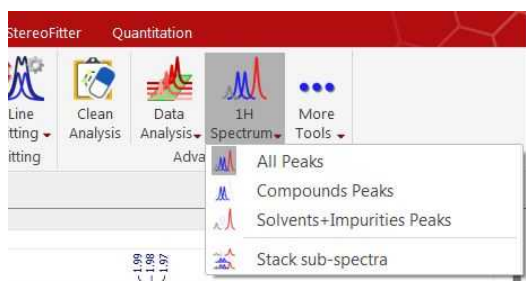 StereoFitter Quantitation
Line Clean Data 1H More
tting Analysis Analysis Spectrum Tools
itting Adva
All Peaks
Compounds Peaks
Solvents+Impurities Peaks
Stack sub-spectra
1.99
1.98
1.97